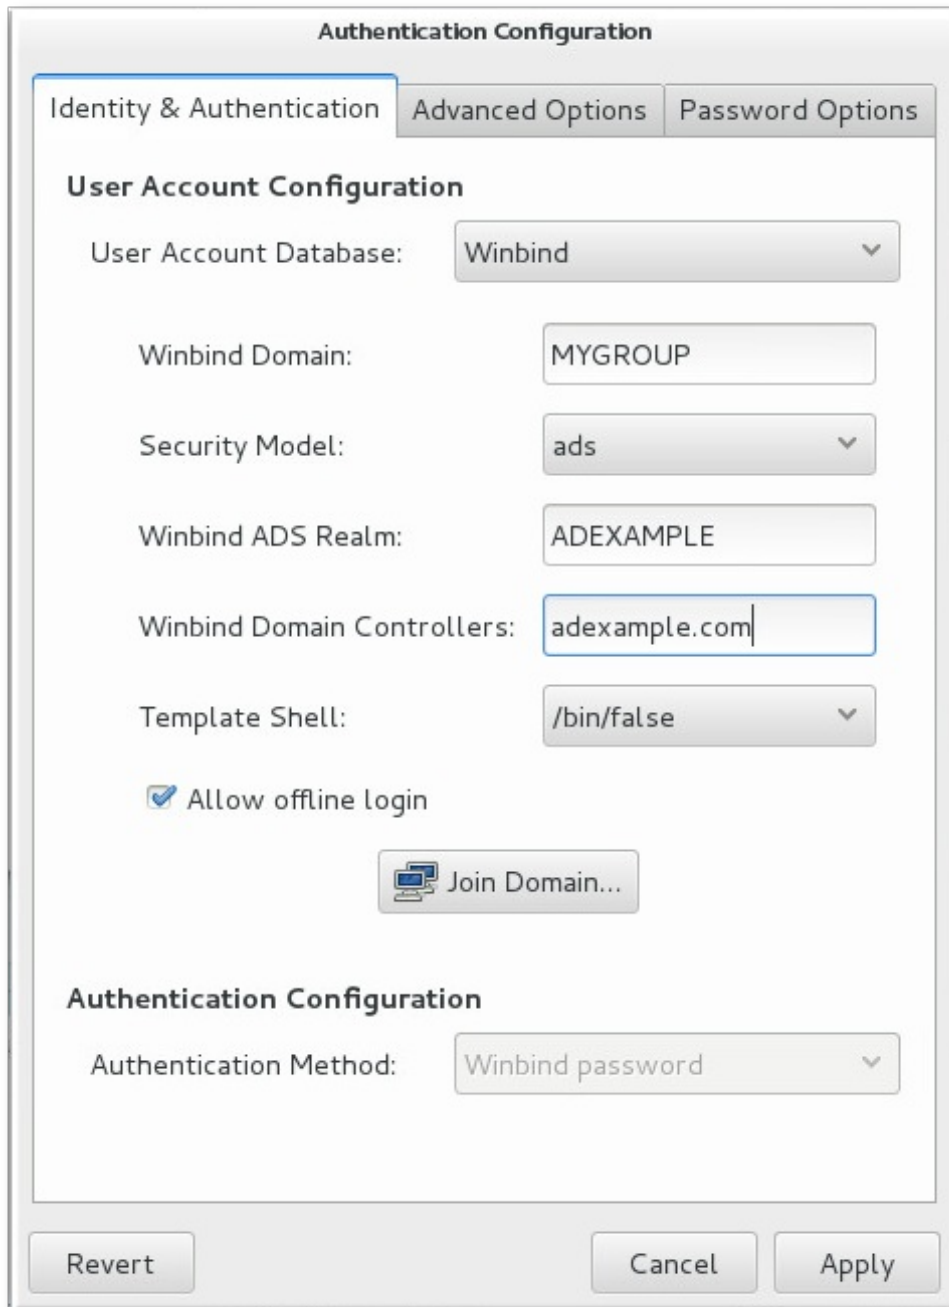 Authentication Configuration
Identity & Authentication
Advanced Options
Password Options
User Account Configuration
User Account Database: Winbind
Winbind Domain: MYGROUP
Security Model: ads
Winbind ADS Realm: ADEXAMPLE
Winbind Domain Controllers: adexample.com
Template Shell: /bin/false
Allow offline login
Join Domain...
Authentication Configuration
Authentication Method: Winbind password
Revert
Cancel
Apply